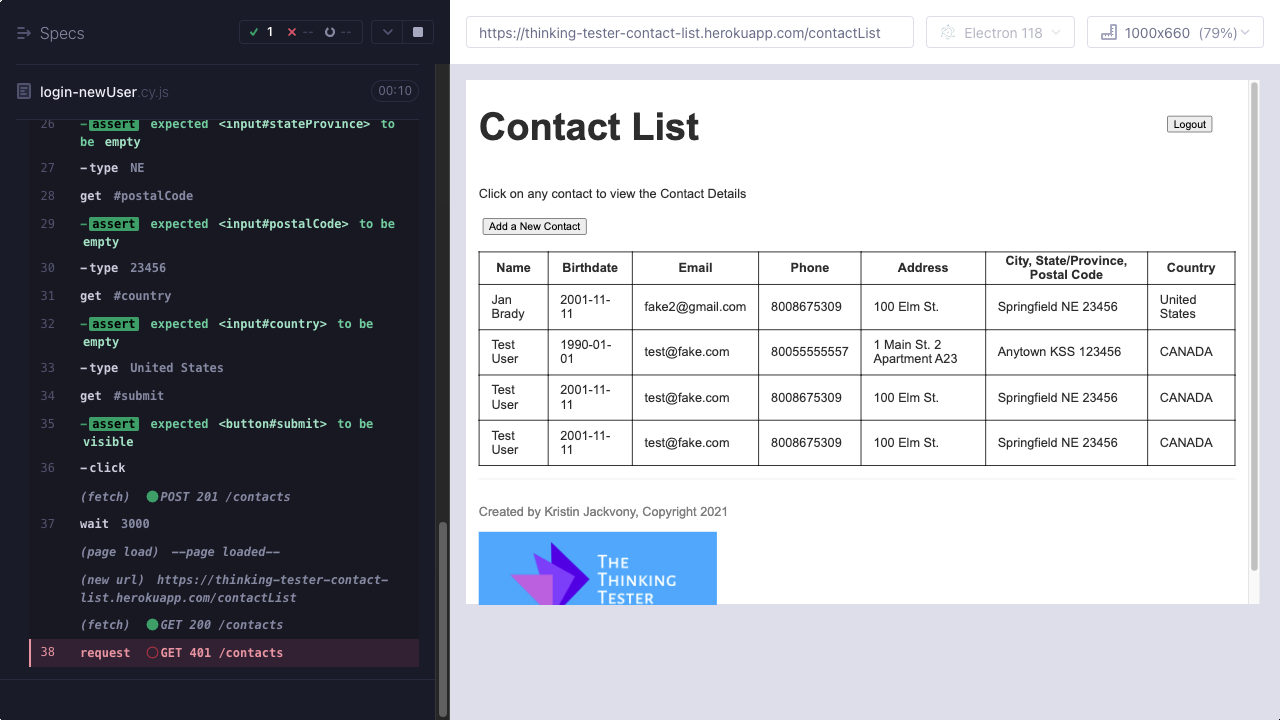 Specs
1
--
--
login-newUser.cy.js
00:10
26 -assert expected <input#stateProvince> to
be empty
27 -type NE
28 get #postalCode
29 -assert expected <input#postalCode> to be
empty
30 -type 23456
31 get #country
32 -assert expected <input#country> to be
empty
33 -type United States
34 get #submit
35 -assert expected <button#submit> to be
visible
36 -click
(fetch) POST 201 /contacts
37 wait 3000
(page load) --page loaded--
(new url) https://thinking-tester-contact-
list.herokuapp.com/contactList
(fetch) GET 200 /contacts
38 request GET 401 /contacts
https://thinking-tester-contact-list.herokuapp.com/contactList
Electron 118
1000x660 (79%)
Contact List
Logout
Click on any contact to view the Contact Details
Add a New Contact
Name Birthdate Email Phone Address City, State/Province, Postal Code Country
Jan Brady 2001-11-11 fake2@gmail.com 8008675309 100 Elm St. Springfield NE 23456 United States
Test User 1990-01-01 test@fake.com 80055555557 1 Main St. 2 Apartment A23 Anytown KSS 123456 CANADA
Test User 2001-11-11 test@fake.com 8008675309 100 Elm St. Springfield NE 23456 CANADA
Test User 2001-11-11 test@fake.com 8008675309 100 Elm St. Springfield NE 23456 CANADA
Created by Kristin Jackvony, Copyright 2021
THE
THINKING
TESTER